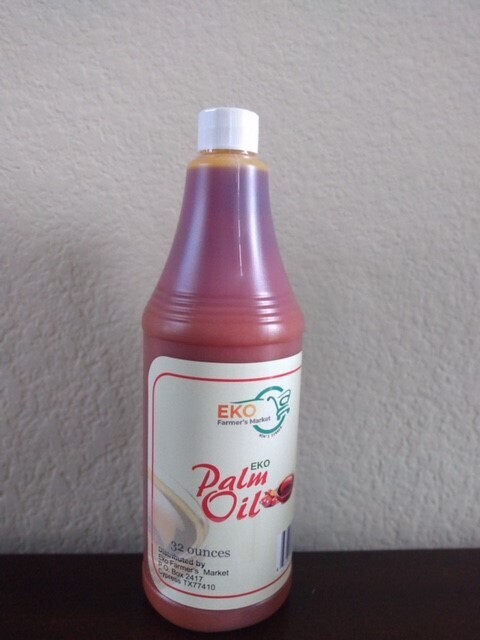 EKO
Farmer's Market
EKO
Palm
Oil
32 ounces
Distributed by
Eko Farmer's Market
P.O. Box 2417
Cypress TX77410